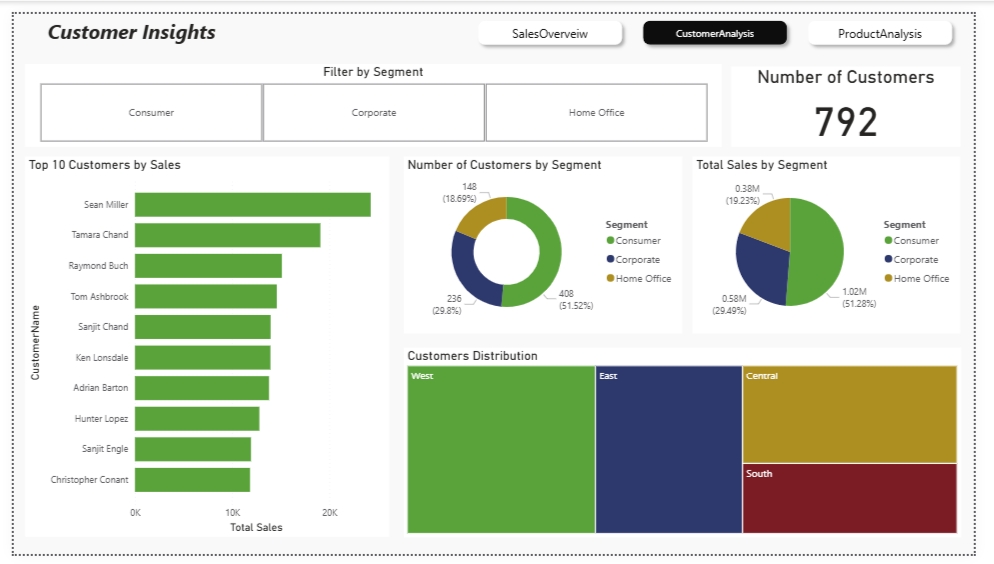 Customer Insights
SalesOverveiw
CustomerAnalysis
ProductAnalysis
Filter by Segment
Consumer
Corporate
Home Office
Number of Customers
792
Top 10 Customers by Sales
CustomerName
Sean Miller
Tamara Chand
Raymond Buch
Tom Ashbrook
Sanjit Chand
Ken Lonsdale
Adrian Barton
Hunter Lopez
Sanjit Engle
Christopher Conant
0K
10K
20K
Total Sales
Number of Customers by Segment
148
(18.69%)
236
(29.8%)
408
(51.52%)
Segment
Consumer
Corporate
Home Office
Total Sales by Segment
0.38M
(19.23%)
0.58M
(29.49%)
1.02M
(51.28%)
Segment
Consumer
Corporate
Home Office
Customers Distribution
West
East
Central
South